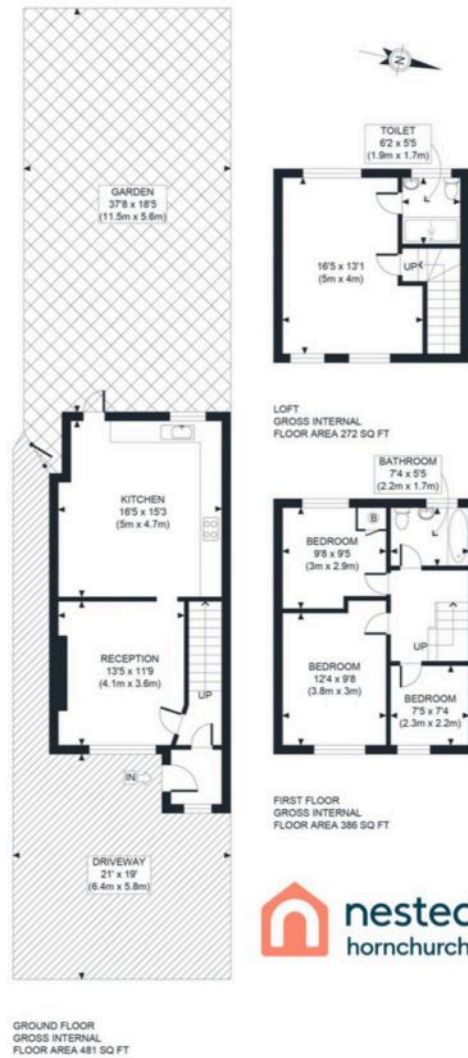 N
GARDEN
37'8 x 18'5
(11.5m x 5.6m)
KITCHEN
16'5 x 15'3
(5m x 4.7m)
RECEPTION
13'5 x 11'9
(4.1m x 3.6m)
UP
IN
DRIVEWAY
21' x 19'
(6.4m x 5.8m)
GROUND FLOOR
GROSS INTERNAL
FLOOR AREA 481 SQ FT
TOILET
6'2 x 5'5
(1.9m x 1.7m)
16'5 x 13'1
(5m x 4m)
UP
LOFT
GROSS INTERNAL
FLOOR AREA 272 SQ FT
BATHROOM
7'4 x 5'5
(2.2m x 1.7m)
B
BEDROOM
9'8 x 9'5
(3m x 2.9m)
UP
BEDROOM
12'4 x 9'8
(3.8m x 3m)
BEDROOM
7'5 x 7'4
(2.3m x 2.2m)
FIRST FLOOR
GROSS INTERNAL
FLOOR AREA 386 SQ FT
nested
hornchurch